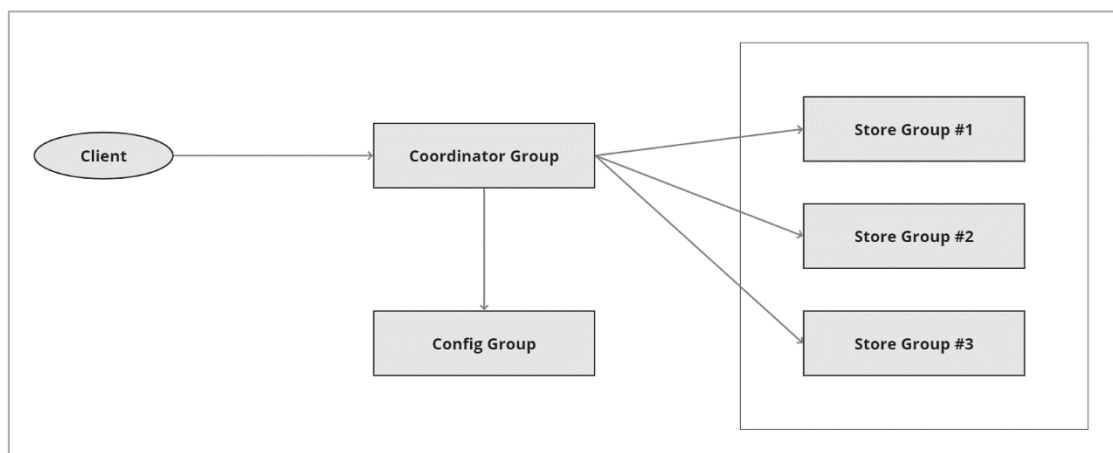 Client
Coordinator Group
Config Group
Store Group #1
Store Group #2
Store Group #3